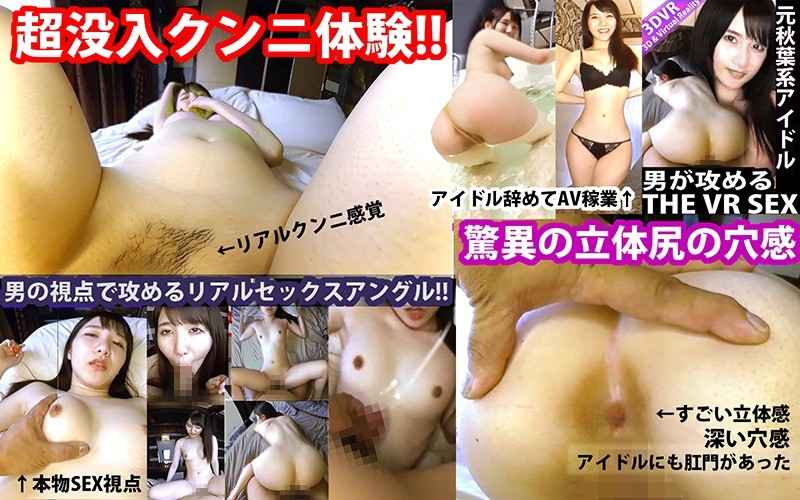 超没入クンニ体験!!
←リアルクンニ感覚
アイドル辞めてAV稼業↑
3DVR
3D & Virtual Reality
元秋葉系アイドル
男が攻める
THE VR SEX
男の視点で攻めるリアルセックスアングル!!
↑本物SEX視点
驚異の立体尻の穴感
←すごい立体感
深い穴感
アイドルにも肛門があった